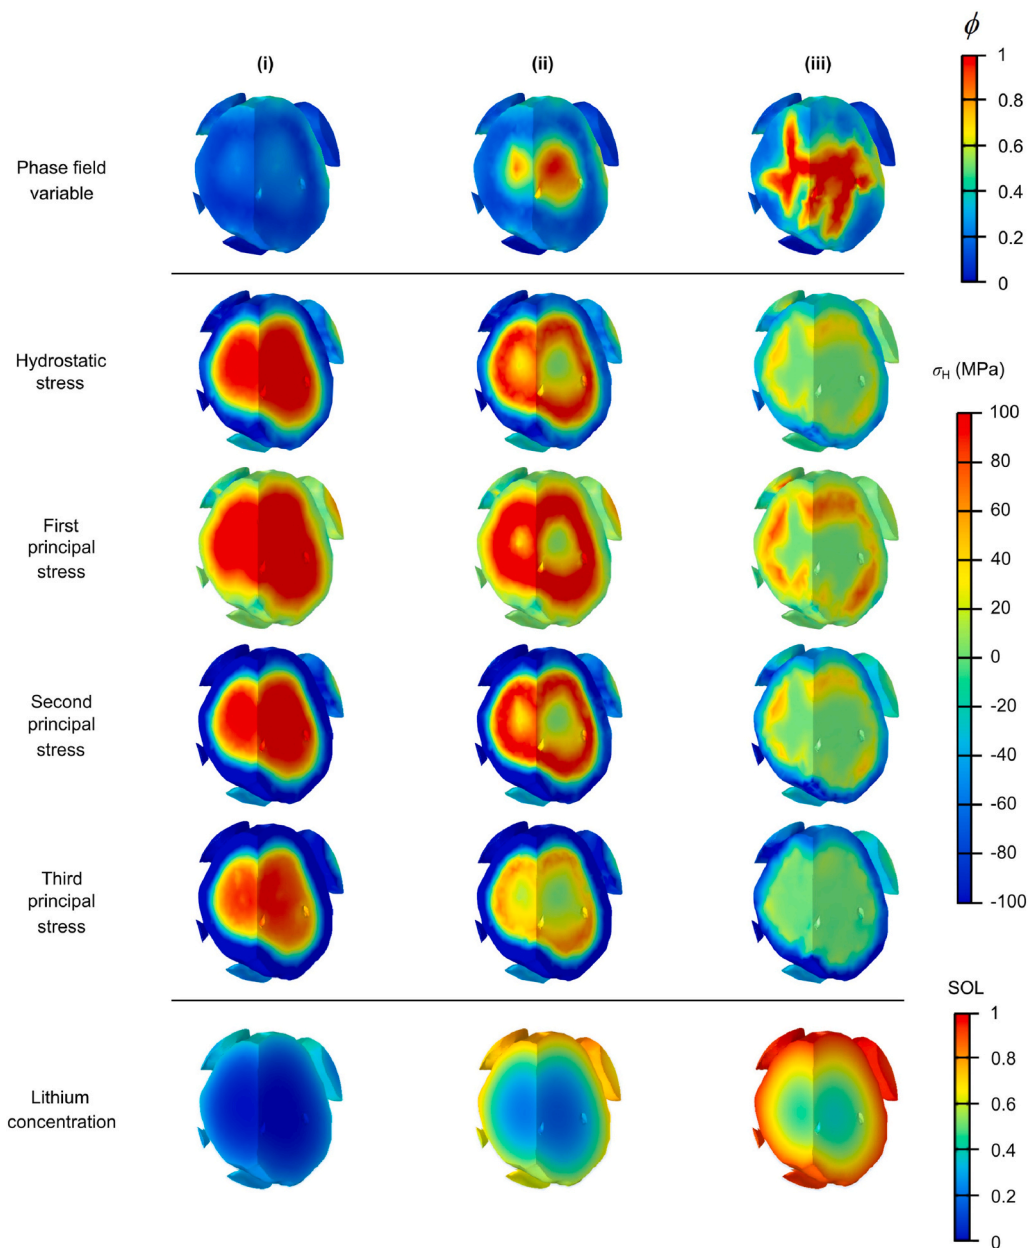 ϕ
(i) (ii) (iii)
1
0.8
0.6
0.4
0.2
0
Phase field
variable
Hydrostatic
stress
σH (MPa)
100
80
60
40
20
0
-20
-40
-60
-80
-100
First
principal
stress
Second
principal
stress
Third
principal
stress
SOL
1
0.8
0.6
0.4
0.2
0
Lithium
concentration